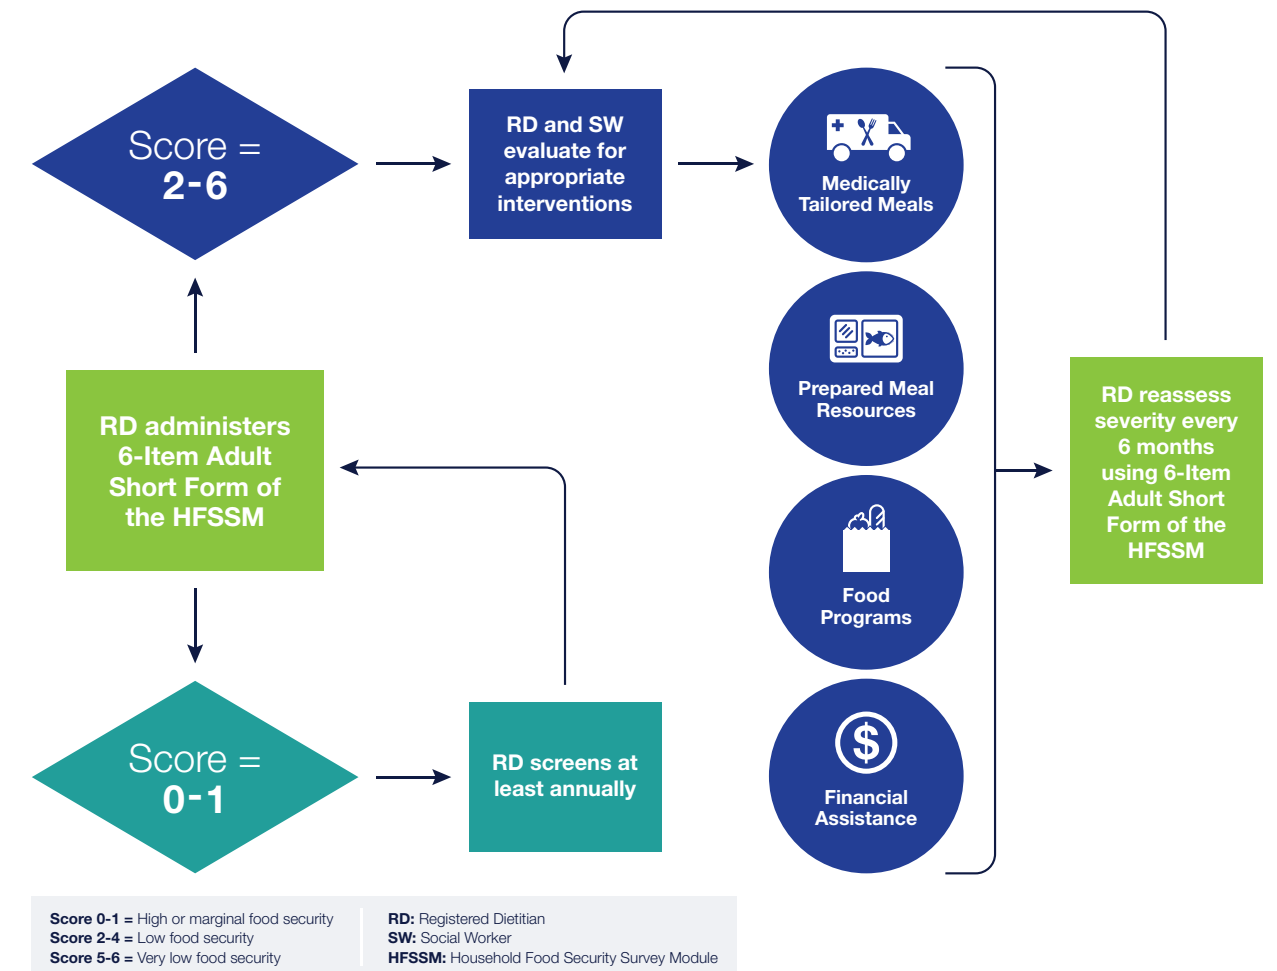 Score =
2-6
RD and SW
evaluate for
appropriate
interventions
Medically
Tailored Meals
Prepared Meal
Resources
Food
Programs
$
Financial
Assistance
RD reassess
severity every
6 months
using 6-Item
Adult Short
Form of the
HFSSM
RD administers
6-Item Adult
Short Form of
the HFSSM
Score =
0-1
RD screens at
least annually
Score 0-1 = High or marginal food security
Score 2-4 = Low food security
Score 5-6 = Very low food security
RD: Registered Dietitian
SW: Social Worker
HFSSM: Household Food Security Survey Module